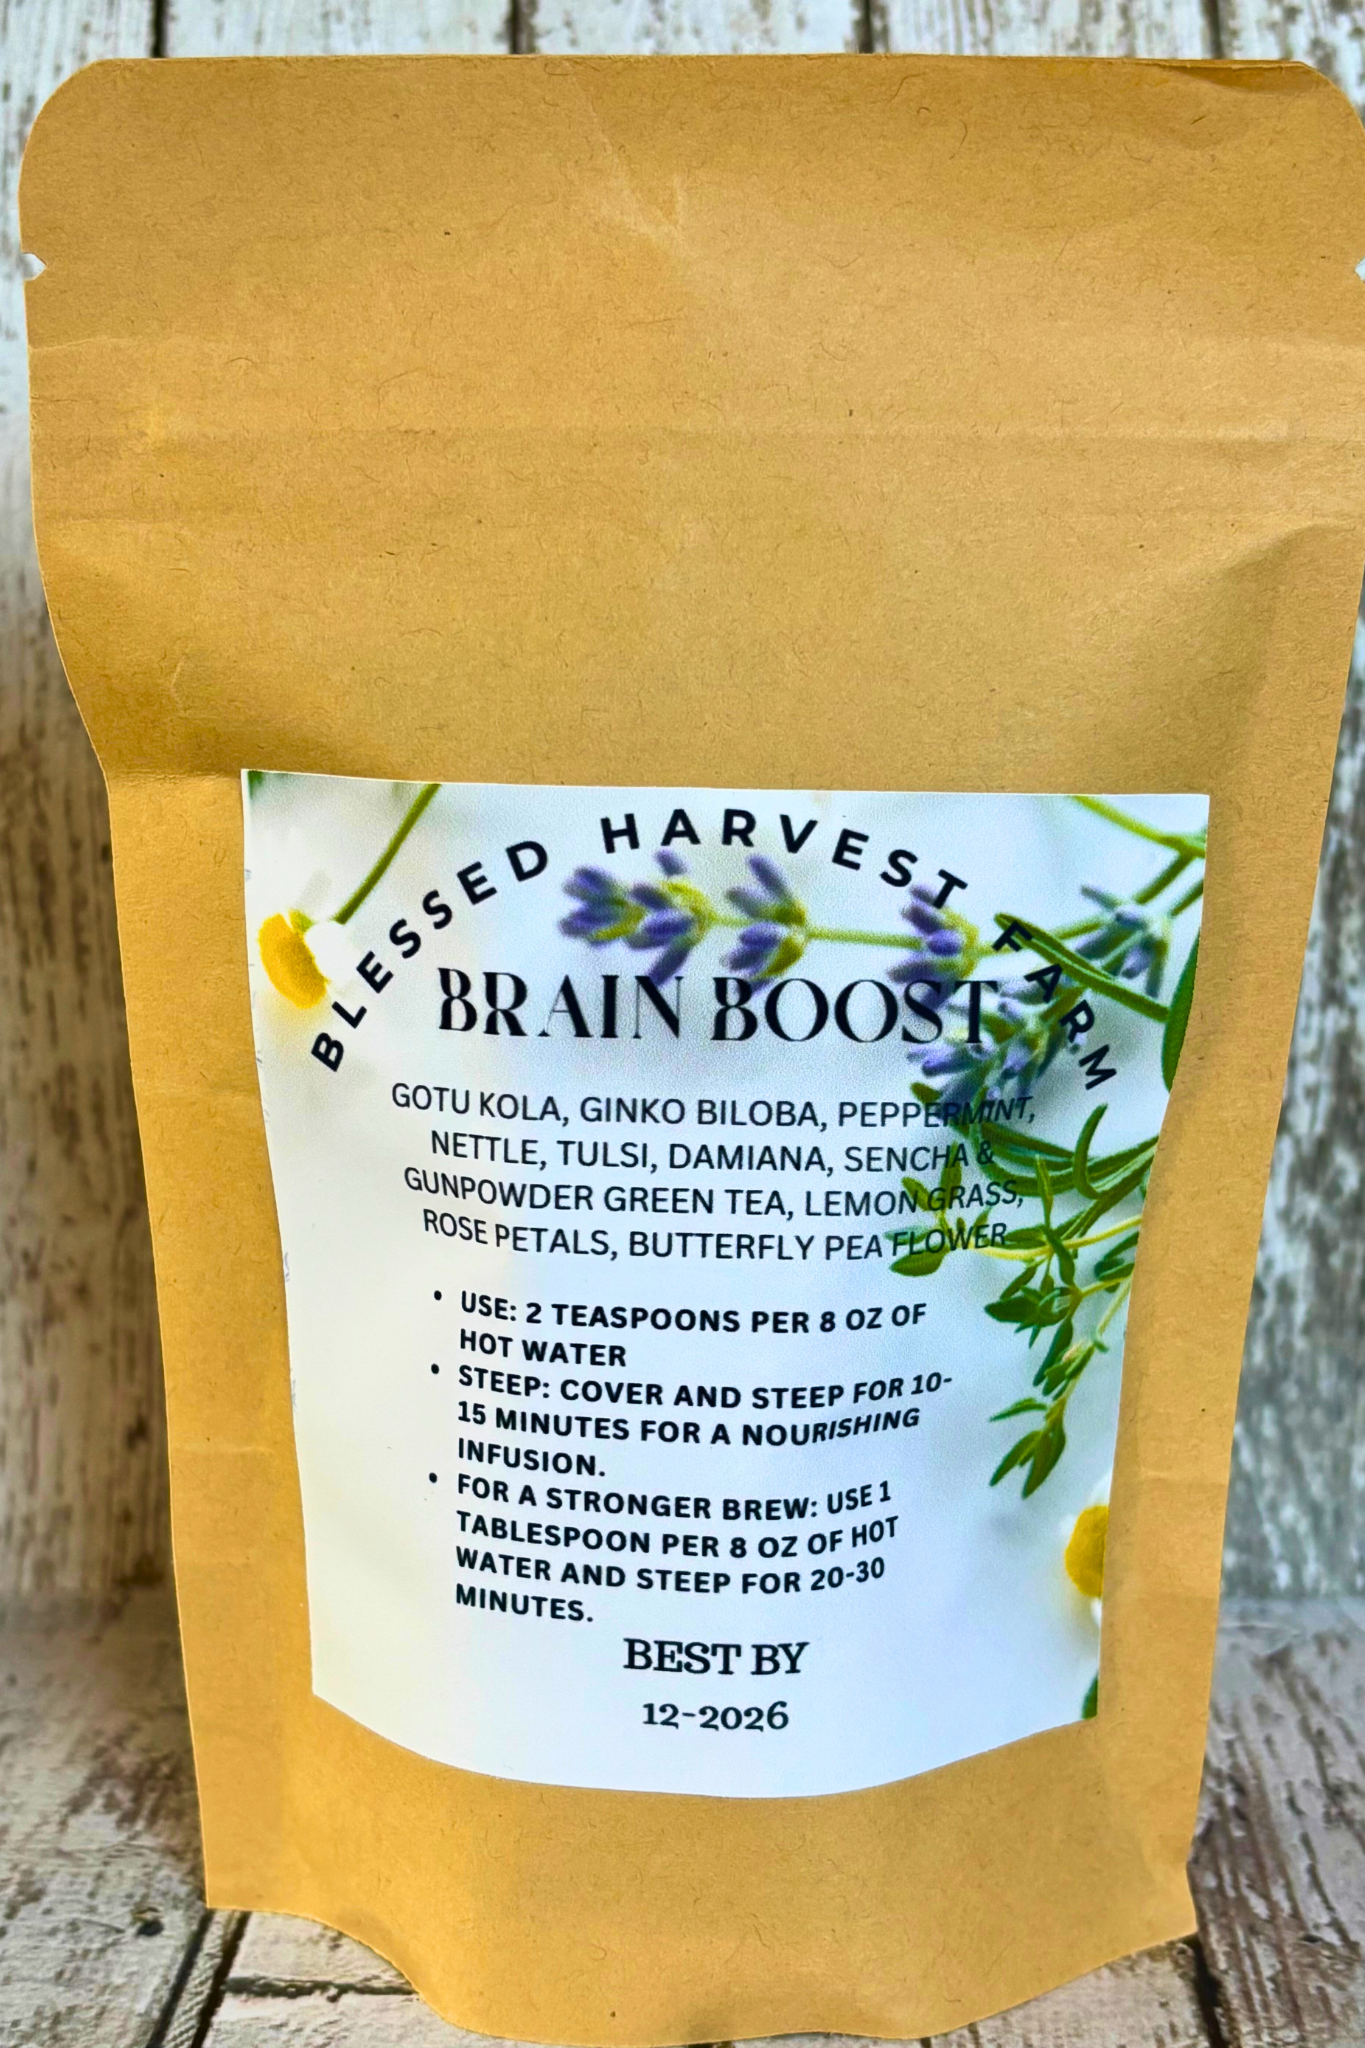 BLESSED HARVEST FARM
BRAIN BOOST
GOTU KOLA, GINKO BILOBA, PEPPERMINT,
NETTLE, TULSI, DAMIANA, SENCHA &
GUNPOWDER GREEN TEA, LEMON GRASS,
ROSE PETALS, BUTTERFLY PEA FLOWER
• USE: 2 TEASPOONS PER 8 OZ OF
HOT WATER
• STEEP: COVER AND STEEP FOR 10-
15 MINUTES FOR A NOURISHING
INFUSION.
• FOR A STRONGER BREW: USE 1
TABLESPOON PER 8 OZ OF HOT
WATER AND STEEP FOR 20-30
MINUTES.
BEST BY
12-2026